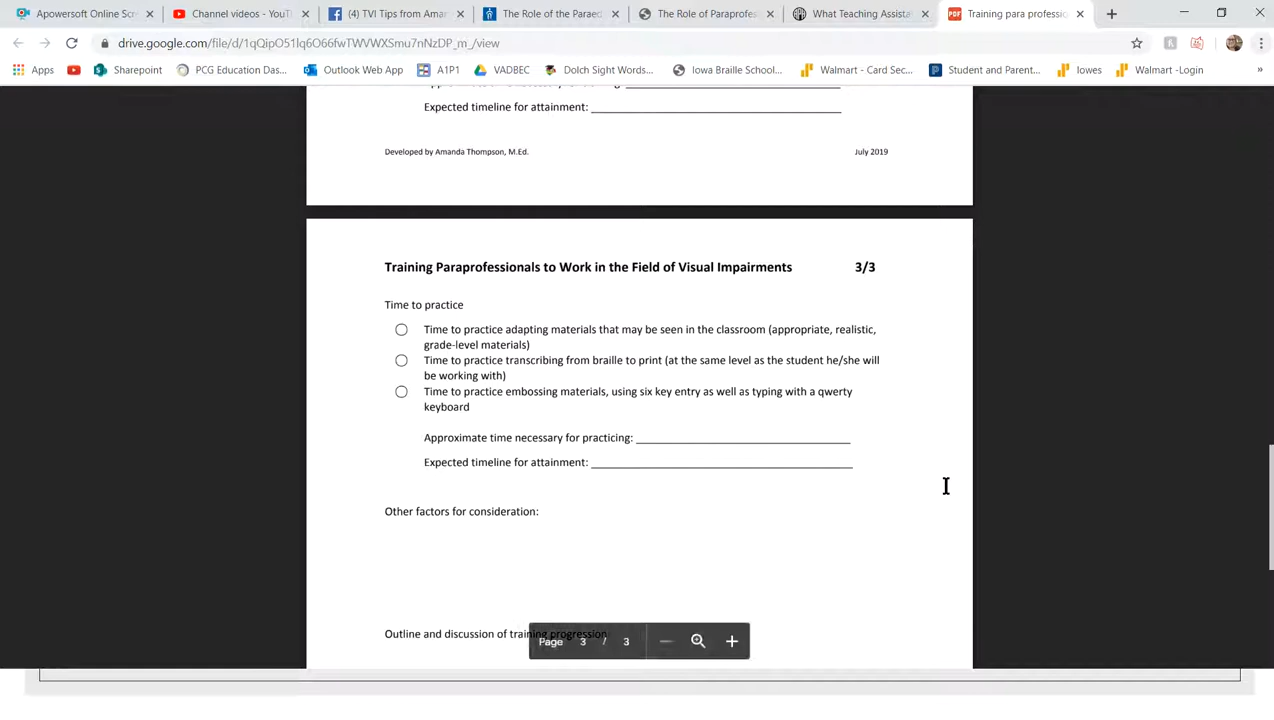 Apowersoft Online Scr
Channel videos - YouT
(4) TVI Tips from Amar
The Role of the Paraed
The Role of Paraprofes
What Teaching Assista
Training para professio
drive.google.com/file/d/1qQipO51lq6O66fwTWVWXSmu7nNzDP_m_/view
Apps
Sharepoint
PCG Education Das...
Outlook Web App
A1P1
VADBEC
Dolch Sight Words...
Iowa Braille School...
Walmart - Card Sec...
Student and Parent...
lowes
Walmart -Login
»
Expected timeline for attainment: ____________________
Developed by Amanda Thompson, M.Ed.
July 2019
Training Paraprofessionals to Work in the Field of Visual Impairments 3/3
Time to practice
Time to practice adapting materials that may be seen in the classroom (appropriate, realistic,
grade-level materials)
Time to practice transcribing from braille to print (at the same level as the student he/she will
be working with)
Time to practice embossing materials, using six key entry as well as typing with a qwerty
keyboard
Approximate time necessary for practicing: ____________________
Expected timeline for attainment: ____________________
Other factors for consideration:
Outline and discussion of training progression
Page 3 / 3